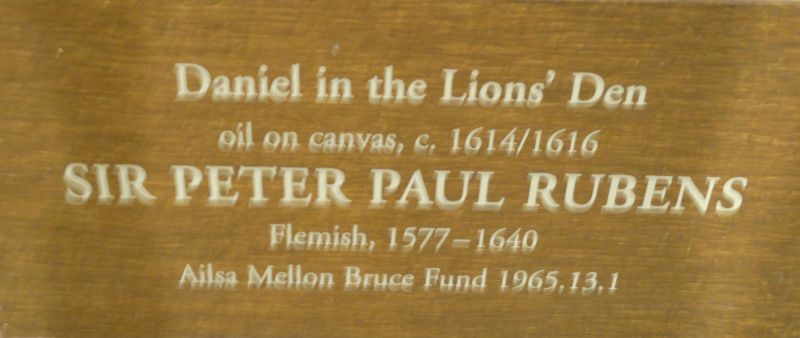 Daniel in the Lions' Den
oil on canvas, c. 1614/1616
SIR PETER PAUL RUBENS
Flemish, 1577–1640
Ailsa Mellon Bruce Fund 1965.13.1